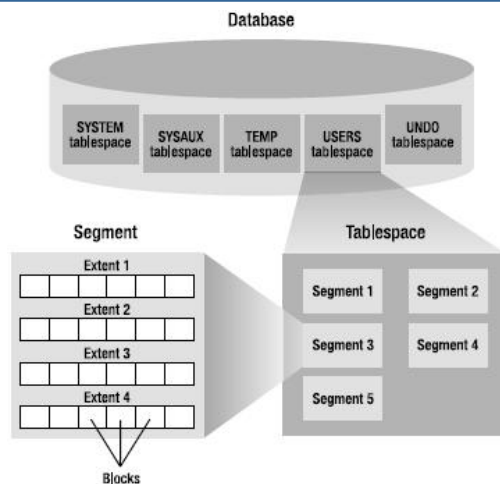 Database
SYSTEM
tablespace
SYSAUX
tablespace
TEMP
tablespace
USERS
tablespace
UNDO
tablespace
Segment
Extent 1
Extent 2
Extent 3
Extent 4
Blocks
Tablespace
Segment 1
Segment 2
Segment 3
Segment 4
Segment 5